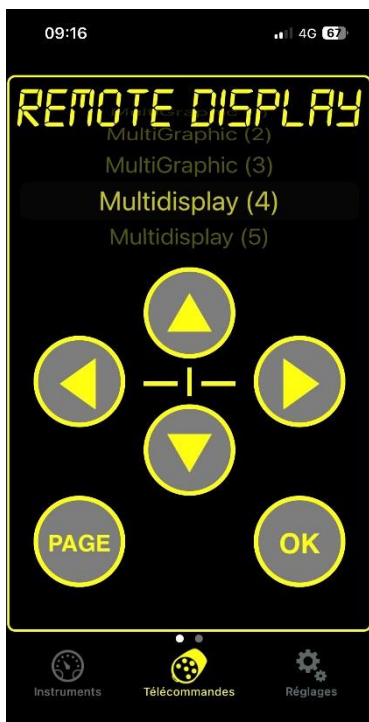 09:16 4G 67
REMOTE DISPLAY
MultiGraphic (2)
MultiGraphic (3)
Multidisplay (4)
Multidisplay (5)
PAGE OK
Instruments Télécommandes Réglages